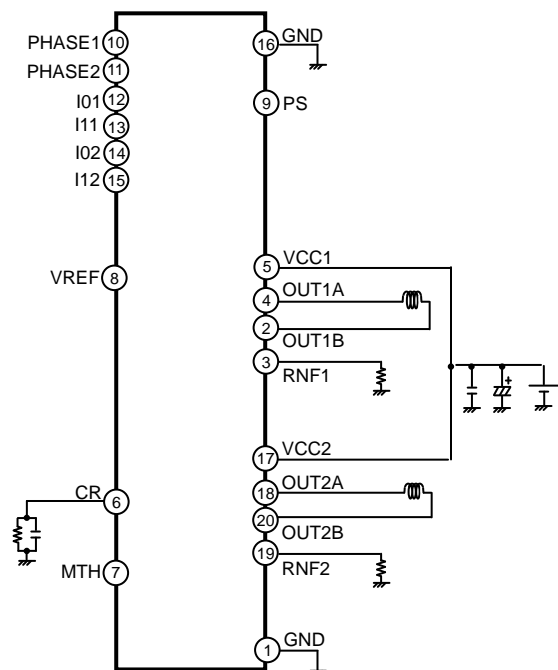 PHASE1 10
PHASE2 11
I01 12
I11 13
I02 14
I12 15
VREF 8
CR 6
MTH 7
16 GND
9 PS
5 VCC1
4 OUT1A
2 OUT1B
3 RNF1
17 VCC2
18 OUT2A
20 OUT2B
19 RNF2
1 GND
+